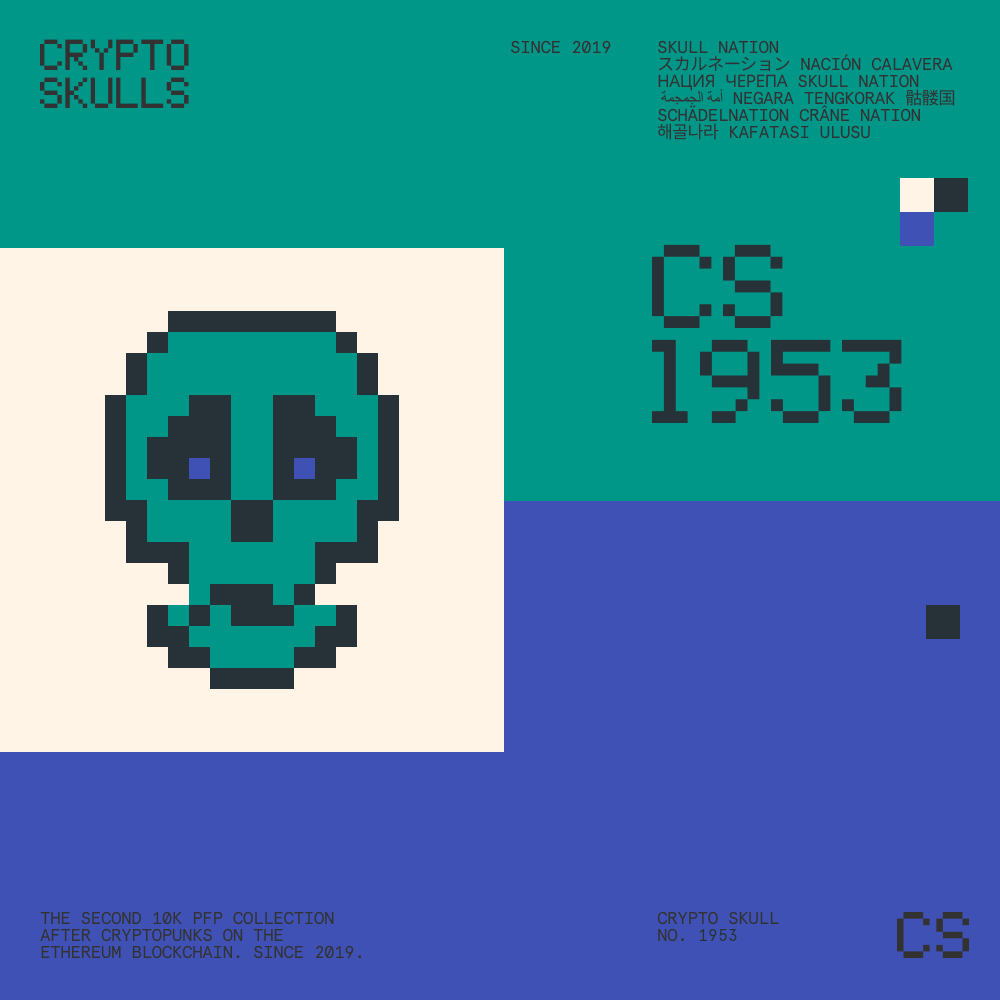 CRYPTO
SKULLS
SINCE 2019
SKULL NATION
スカルネーション NACIÓN CALAVERA
НАЦИЯ ЧЕРЕПА SKULL NATION
أمة الجمجمة NEGARA TENGKORAK 骷髏国
SCHÄDELNATION CRÂNE NATION
해골나라 KAFATASI ULUSU
CS
1953
THE SECOND 10K PFP COLLECTION
AFTER CRYPTOPUNKS ON THE
ETHEREUM BLOCKCHAIN. SINCE 2019.
CRYPTO SKULL
NO. 1953
CS